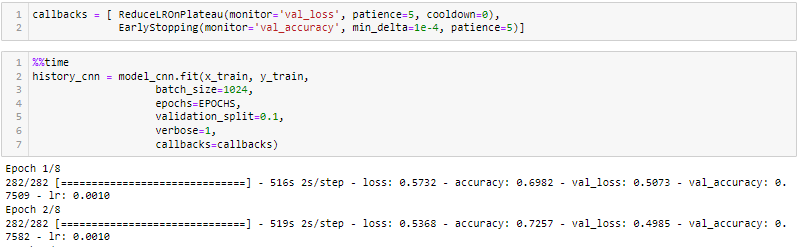 1 callbacks = [ ReduceLROnPlateau(monitor='val_loss', patience=5, cooldown=0),
2 EarlyStopping(monitor='val_accuracy', min_delta=1e-4, patience=5)]
1 %%time
2 history_cnn = model_cnn.fit(x_train, y_train,
3 batch_size=1024,
4 epochs=EPOCHS,
5 validation_split=0.1,
6 verbose=1,
7 callbacks=callbacks)
Epoch 1/8
282/282 [==============================] - 516s 2s/step - loss: 0.5732 - accuracy: 0.6982 - val_loss: 0.5073 - val_accuracy: 0.
7509 - lr: 0.0010
Epoch 2/8
282/282 [==============================] - 519s 2s/step - loss: 0.5368 - accuracy: 0.7257 - val_loss: 0.4985 - val_accuracy: 0.
7582 - lr: 0.0010